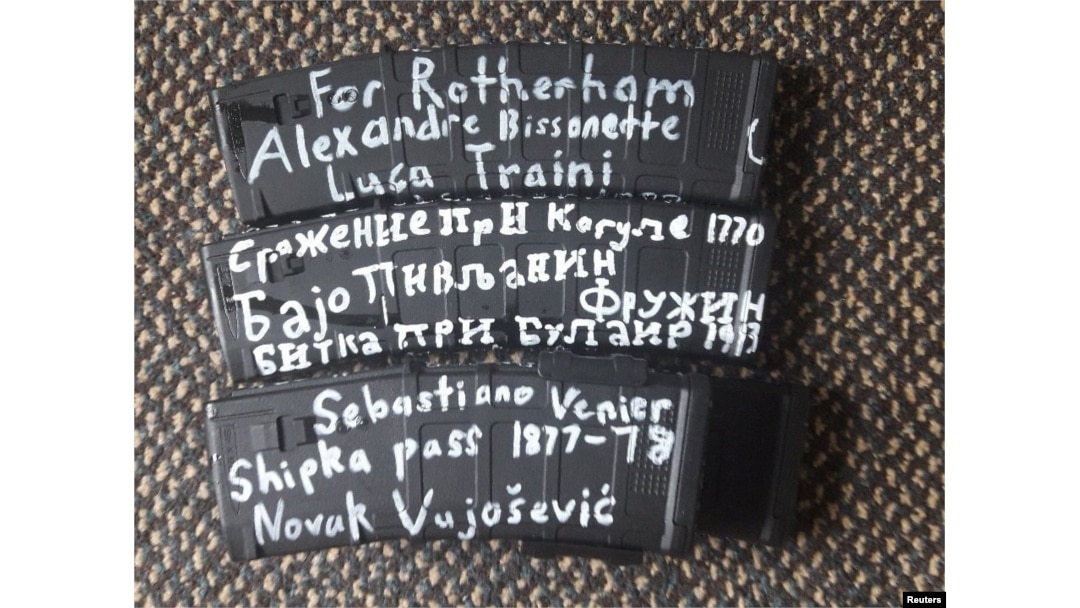 For Rotherham
Alexandre Bissonette
Luca Traini
Сражение при Кагуле 1770
Бајо Пивљанин
Фружин
Битка при Булаир 1913
Sebastiano Venier
Shipka pass 1877-78
Novak Vujošević
Reuters